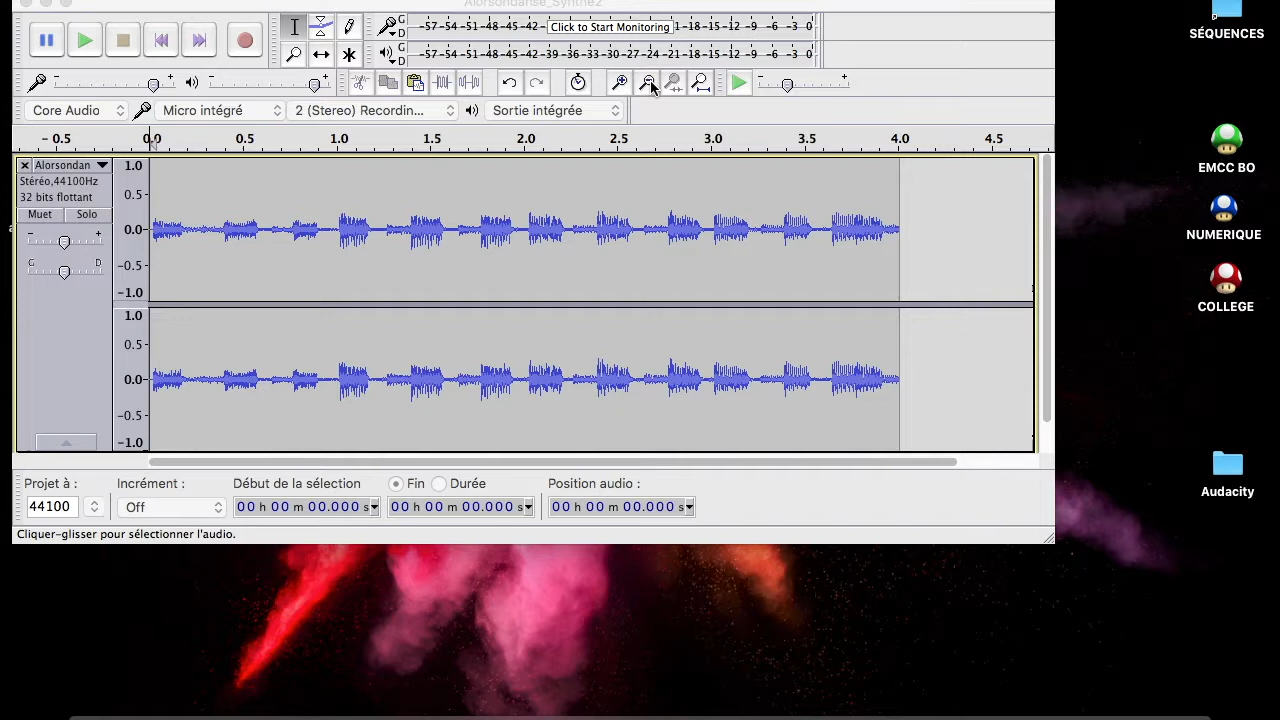 Alorsondanse_Synthe2
SÉQUENCES
G
D
-57 -54 -51 -48 -45 -42 Click to Start Monitoring 1 -18 -15 -12 -9 -6 -3 0
G
D
-57 -54 -51 -48 -45 -42 -39 -36 -33 -30 -27 -24 -21 -18 -15 -12 -9 -6 -3 0
- + - +
- +
Core Audio Micro intégré 2 (Stereo) Recordin... Sortie intégrée
- 0.5 0.0 0.5 1.0 1.5 2.0 2.5 3.0 3.5 4.0 4.5
Alorsondan
Stéréo,44100Hz
32 bits flottant
Muet Solo
- +
G D
1.0
0.5
0.0
-0.5
-1.0
1.0
0.5
0.0
-0.5
-1.0
EMCC BO
NUMERIQUE
COLLEGE
Audacity
Projet à : Incrément : Début de la sélection Fin Durée Position audio :
44100 Off 00 h 00 m 00.000 s 00 h 00 m 00.000 s 00 h 00 m 00.000 s
Cliquer-glisser pour sélectionner l'audio.